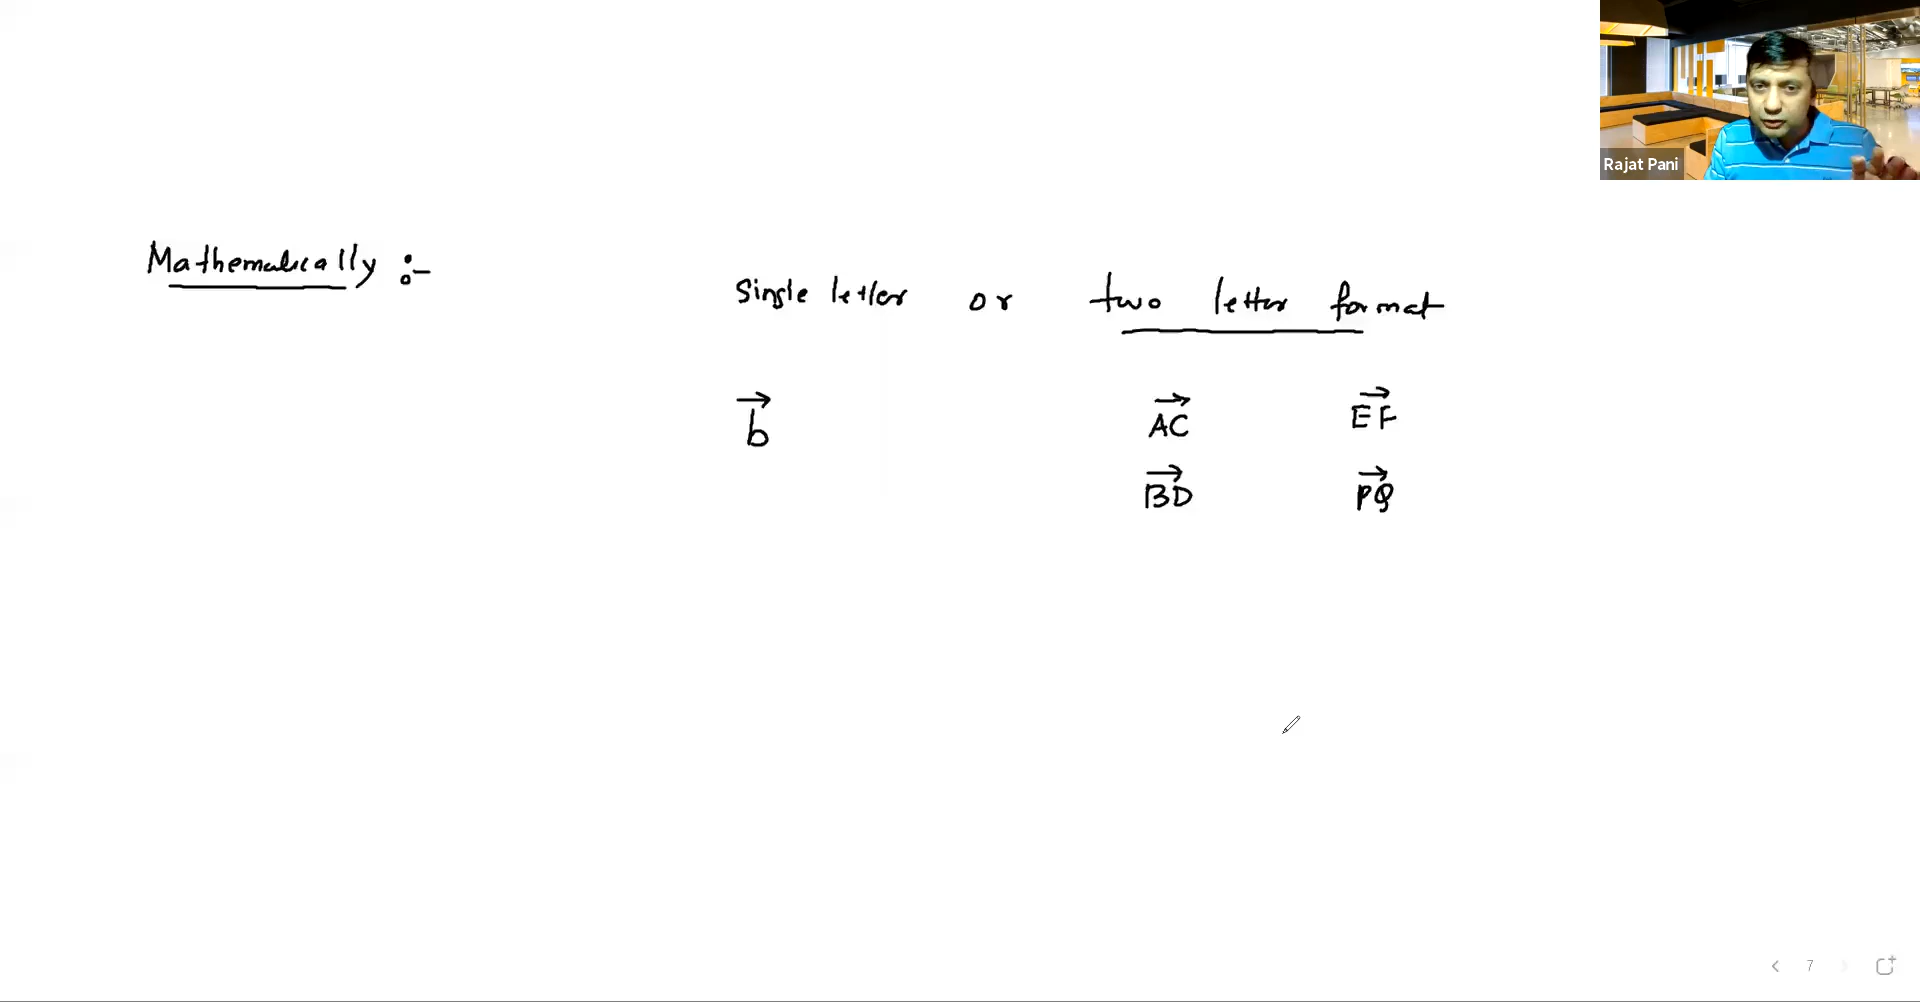 Rajat Pani
Mathematically :-
Single letter or two letter format
→b →AC →EF
→BD →PQ
7